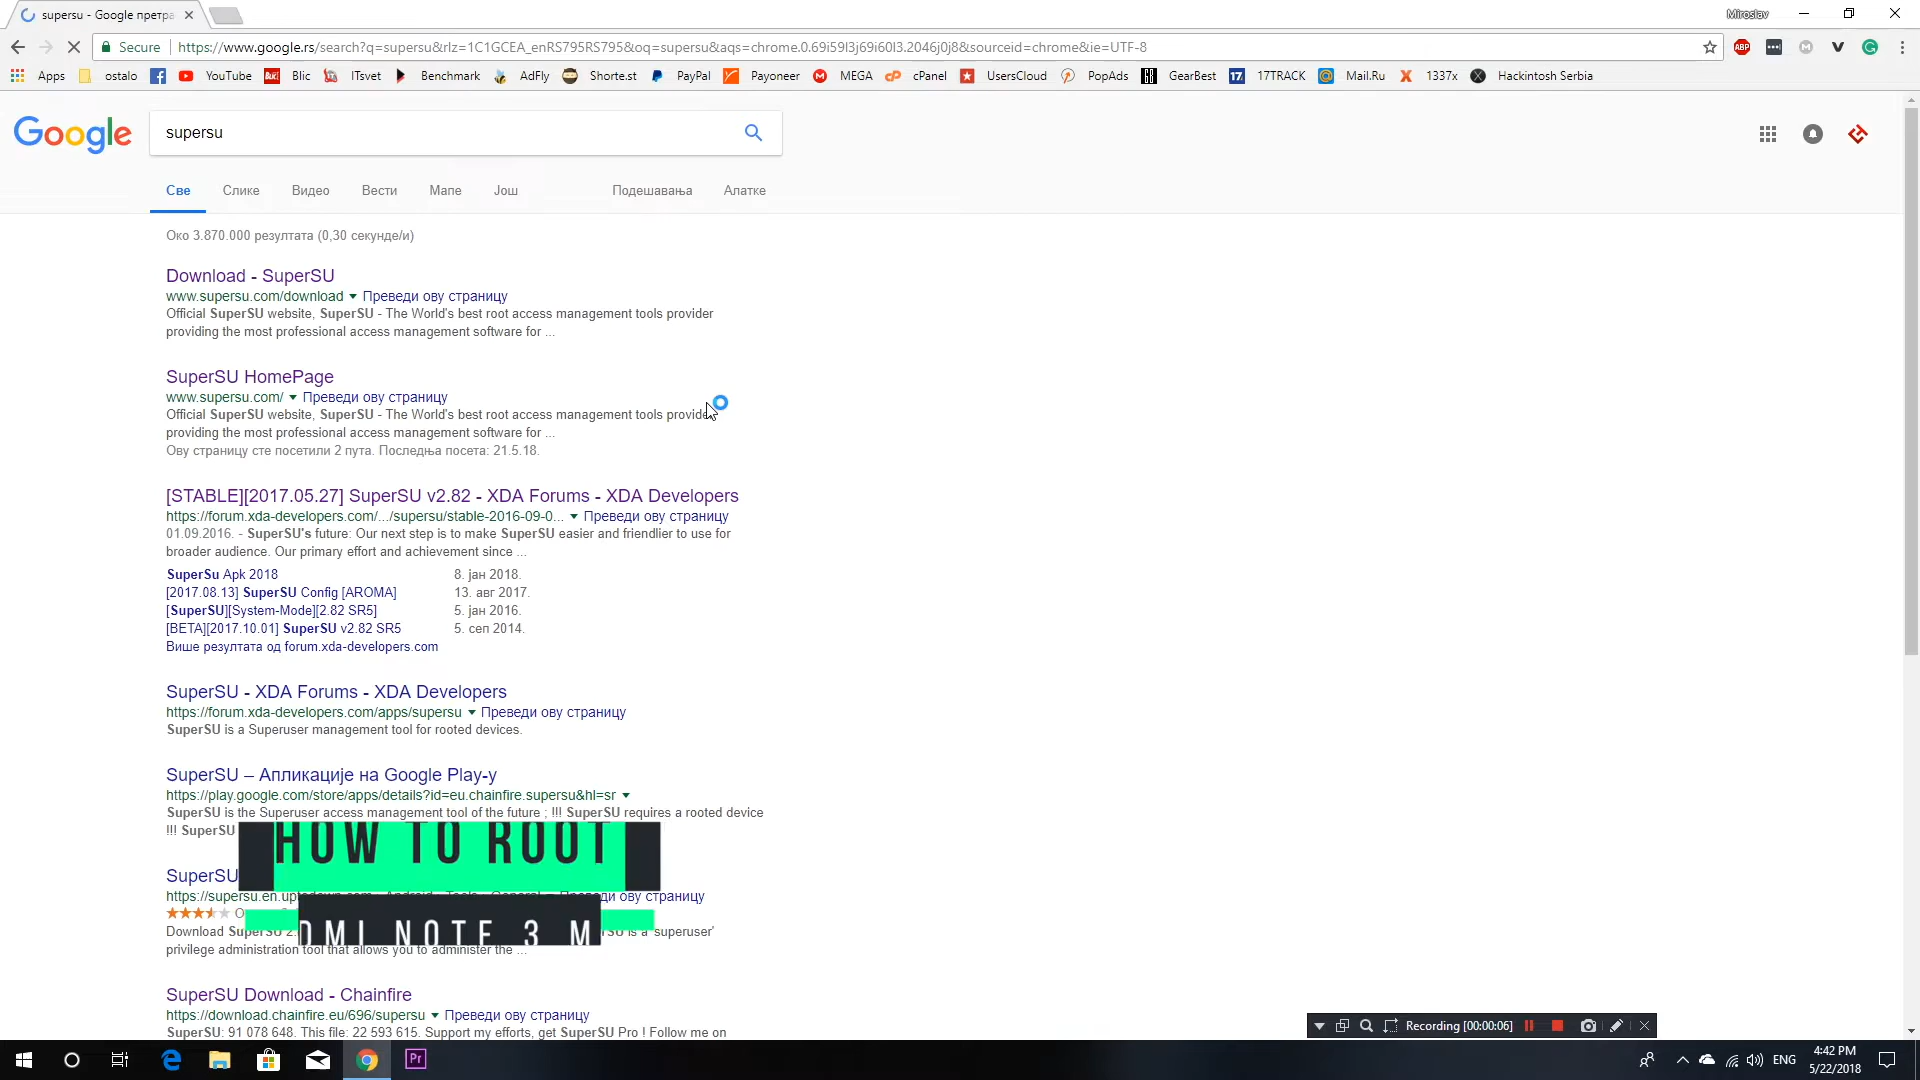 supersu - Google претра
Miroslav
Secure
https://www.google.rs/search?q=supersu&rlz=1C1GCEA_enRS795RS795&oq=supersu&aqs=chrome.0.69i59l3j69i60l3.2046j0j8&sourceid=chrome&ie=UTF-8
ABP
Apps ostalo YouTube Blic ITsvet Benchmark AdFly Shorte.st PayPal Payoneer MEGA cPanel UsersCloud PopAds GearBest 17TRACK Mail.Ru 1337x Hackintosh Serbia
Google
supersu
Све Слике Видео Вести Мапе Још Подешавања Алатке
Око 3.870.000 резултата (0,30 секунде/и)
Download - SuperSU
www.supersu.com/download Преведи ову страницу
Official SuperSU website, SuperSU - The World's best root access management tools provider
providing the most professional access management software for ...
SuperSU HomePage
www.supersu.com/ Преведи ову страницу
Official SuperSU website, SuperSU - The World's best root access management tools provider
providing the most professional access management software for ...
Ову страницу сте посетили 2 пута. Последња посета: 21.5.18.
[STABLE][2017.05.27] SuperSU v2.82 - XDA Forums - XDA Developers
https://forum.xda-developers.com/.../supersu/stable-2016-09-0... Преведи ову страницу
01.09.2016. - SuperSU's future: Our next step is to make SuperSU easier and friendlier to use for
broader audience. Our primary effort and achievement since ...
SuperSu Apk 2018 8. јан 2018.
[2017.08.13] SuperSU Config [AROMA] 13. авг 2017.
[SuperSU][System-Mode][2.82 SR5] 5. јан 2016.
[BETA][2017.10.01] SuperSU v2.82 SR5 5. сеп 2014.
Више резултата од forum.xda-developers.com
SuperSU - XDA Forums - XDA Developers
https://forum.xda-developers.com/apps/supersu Преведи ову страницу
SuperSU is a Superuser management tool for rooted devices.
SuperSU – Апликације на Google Play-у
https://play.google.com/store/apps/details?id=eu.chainfire.supersu&hl=sr
SuperSU is the Superuser access management tool of the future ; !!! SuperSU requires a rooted device
!!! SuperSU
HOW TO ROOT
SuperSU
https://supersu.en.uptodown.com Преведи ову страницу
DMI NOTE 3 M
Download SuperSU 2. SU is a 'superuser'
privilege administration tool that allows you to administer the ...
SuperSU Download - Chainfire
https://download.chainfire.eu/696/supersu Преведи ову страницу
SuperSU: 91 078 648. This file: 22 593 615. Support my efforts, get SuperSU Pro ! Follow me on
Recording [00:00:06]
Pr
ENG
4:42 PM
5/22/2018